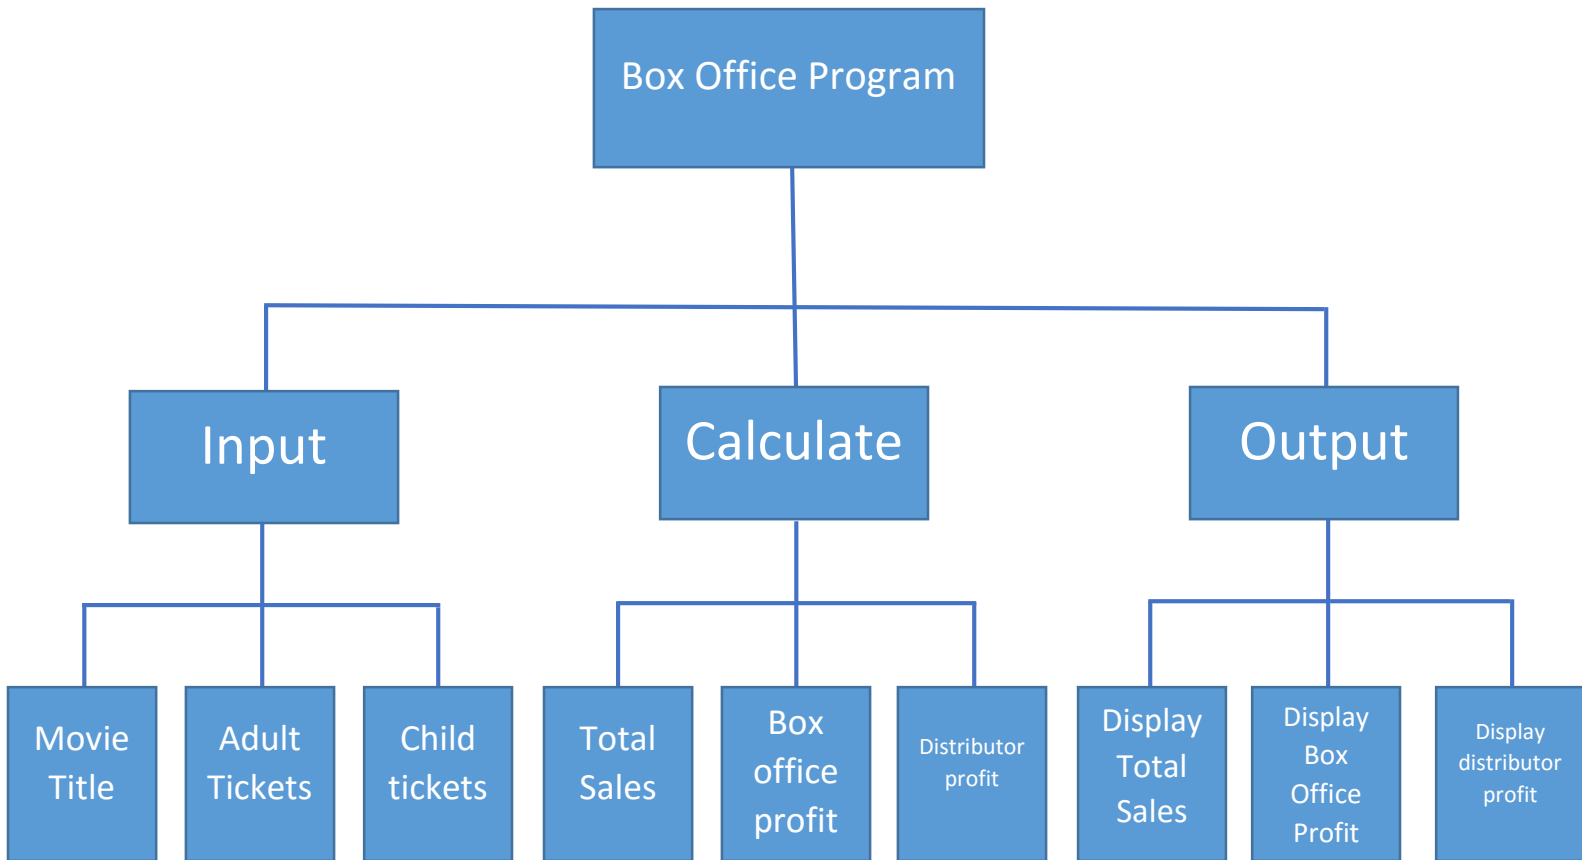 Box Office Program
Input
Calculate
Output
Movie
Title
Adult
Tickets
Child
tickets
Total
Sales
Box
office
profit
Distributor
profit
Display
Total
Sales
Display
Box
Office
Profit
Display
distributor
profit